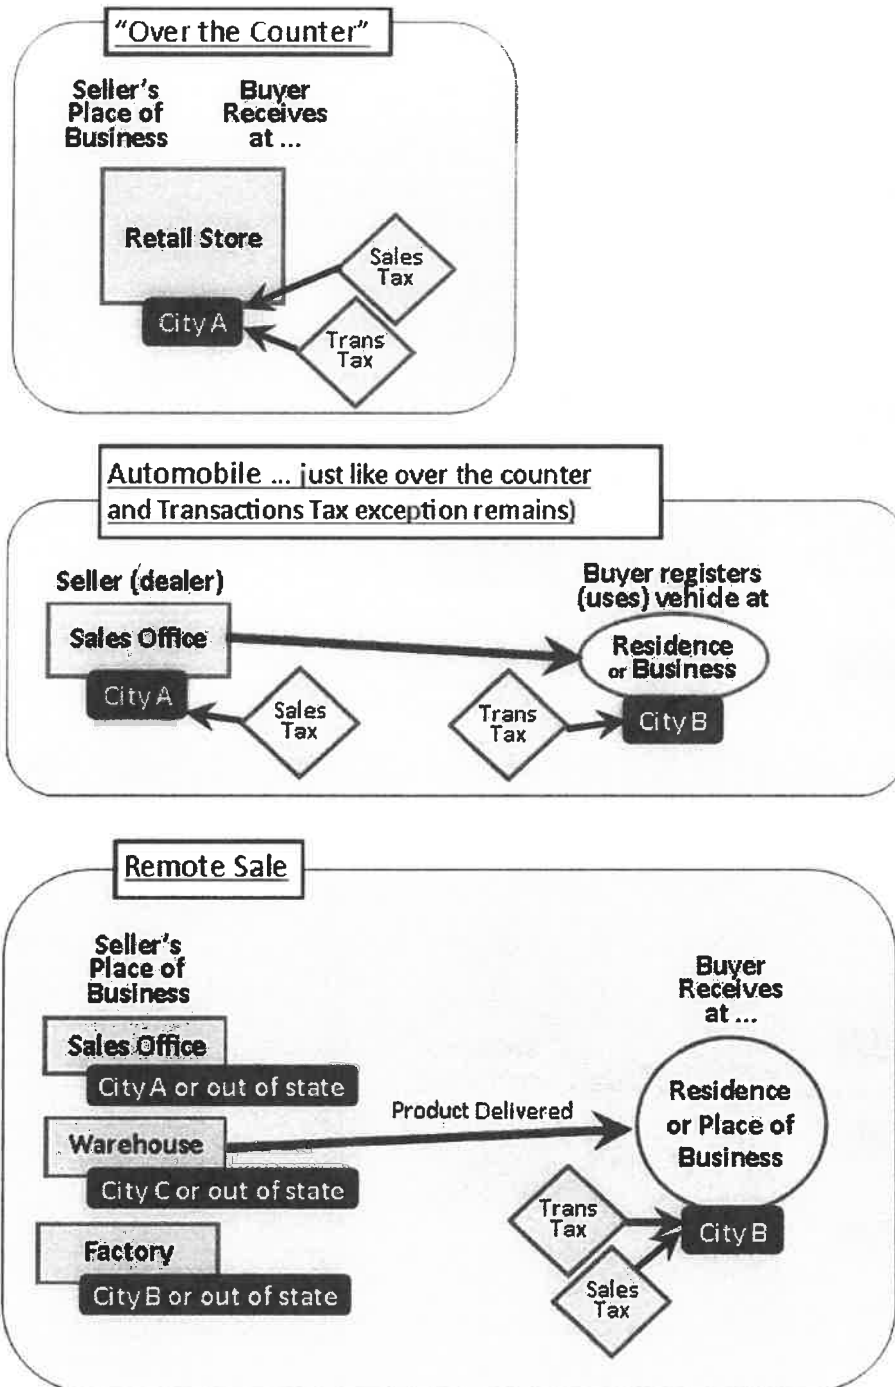 "Over the Counter"
Seller's
Place of
Business
Buyer
Receives
at ...
Retail Store
City A
Sales
Tax
Trans
Tax
Automobile ... just like over the counter
and Transactions Tax exception remains)
Seller (dealer)
Sales Office
City A
Sales
Tax
Buyer registers
(uses) vehicle at
Residence
or Business
Trans
Tax
City B
Remote Sale
Seller's
Place of
Business
Sales Office
City A or out of state
Warehouse
City C or out of state
Factory
City B or out of state
Product Delivered
Buyer
Receives
at ...
Residence
or Place of
Business
Trans
Tax
City B
Sales
Tax